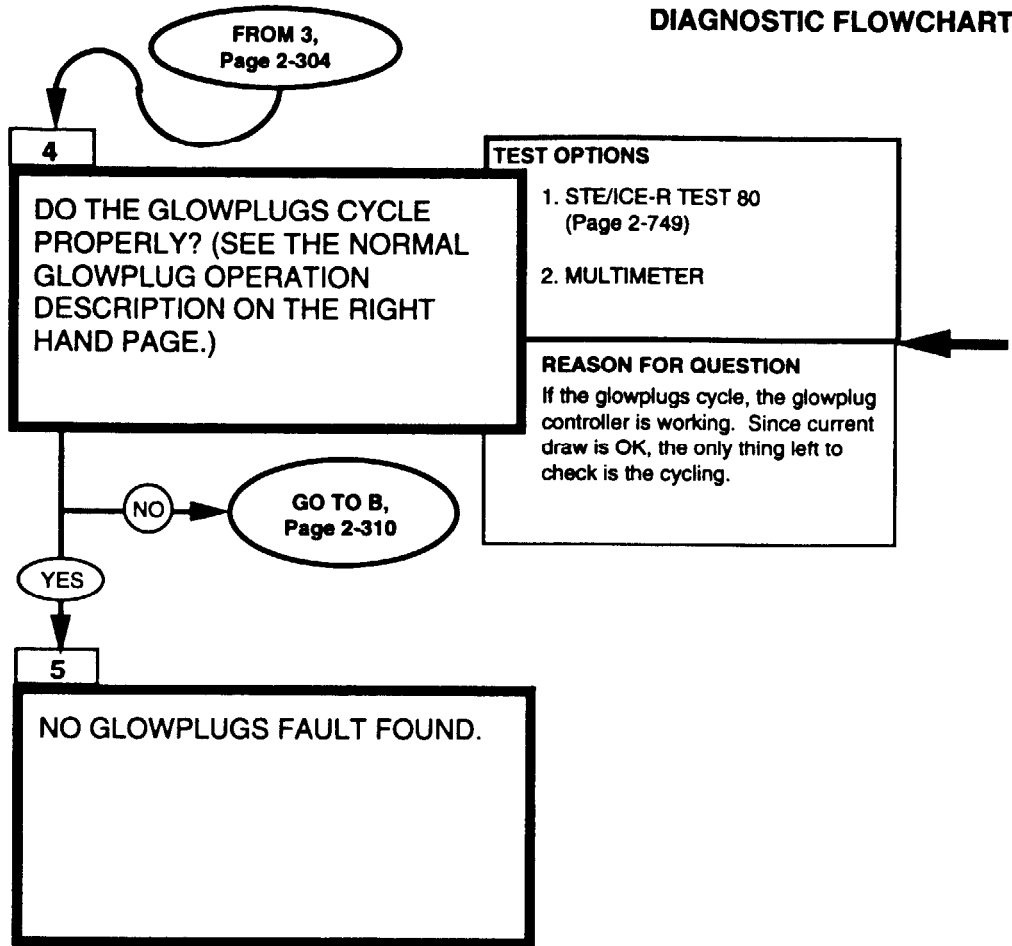 DIAGNOSTIC FLOWCHART
FROM 3,
Page 2-304
4
DO THE GLOWPLUGS CYCLE
PROPERLY? (SEE THE NORMAL
GLOWPLUG OPERATION
DESCRIPTION ON THE RIGHT
HAND PAGE.)
TEST OPTIONS
1. STE/ICE-R TEST 80
(Page 2-749)
2. MULTIMETER
REASON FOR QUESTION
If the glowplugs cycle, the glowplug
controller is working. Since current
draw is OK, the only thing left to
check is the cycling.
NO
GO TO B,
Page 2-310
YES
5
NO GLOWPLUGS FAULT FOUND.